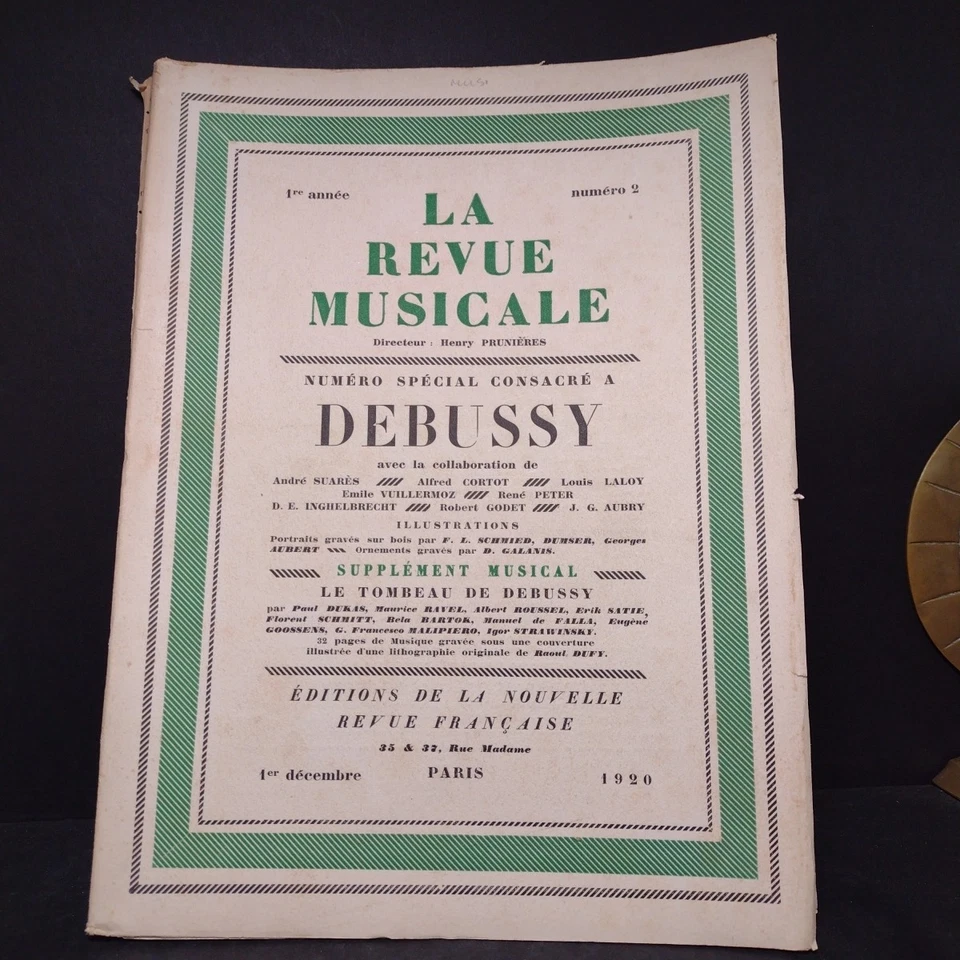 MUSI
1re année numéro 2
LA
REVUE
MUSICALE
Directeur : Henry PRUNIÈRES
NUMÉRO SPÉCIAL CONSACRÉ A
DEBUSSY
avec la collaboration de
André SUARÈS Alfred CORTOT Louis LALOY
Emile VUILLERMOZ René PETER
D. E. INGHELBRECHT Robert GODET J. G. AUBRY
ILLUSTRATIONS
Portraits gravés sur bois par F. L. SCHMIED, DUMSER, Georges
AUBERT Ornements gravés par D. GALANIS.
SUPPLÉMENT MUSICAL
LE TOMBEAU DE DEBUSSY
par Paul DUKAS, Maurice RAVEL, Albert ROUSSEL, Erik SATIE,
Florent SCHMITT, Bela BARTOK, Manuel de FALLA, Eugène
GOOSSENS, G. Francesco MALIPIERO, Igor STRAWINSKY.
32 pages de Musique gravée sous une couverture
illustrée d'une lithographie originale de Raoul DUFY.
ÉDITIONS DE LA NOUVELLE
REVUE FRANÇAISE
35 & 37, Rue Madame
1er décembre PARIS 1920